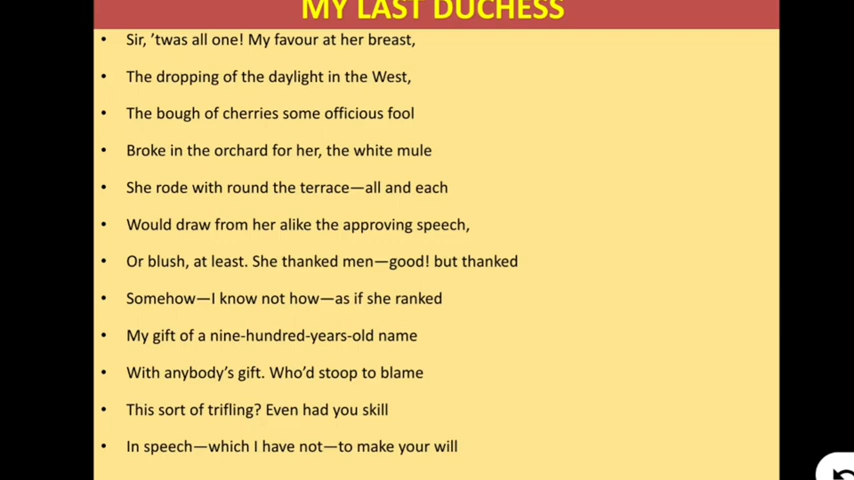 MY LAST DUCHESS
• Sir, ’twas all one! My favour at her breast,
• The dropping of the daylight in the West,
• The bough of cherries some officious fool
• Broke in the orchard for her, the white mule
• She rode with round the terrace—all and each
• Would draw from her alike the approving speech,
• Or blush, at least. She thanked men—good! but thanked
• Somehow—I know not how—as if she ranked
• My gift of a nine-hundred-years-old name
• With anybody’s gift. Who’d stoop to blame
• This sort of trifling? Even had you skill
• In speech—which I have not—to make your will